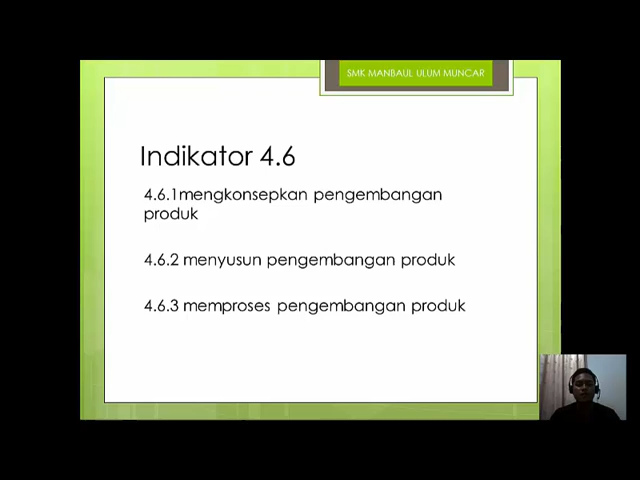 SMK MANBAUL ULUM MUNCAR
Indikator 4.6
4.6.1mengkonsepkan pengembangan
produk
4.6.2 menyusun pengembangan produk
4.6.3 memproses pengembangan produk